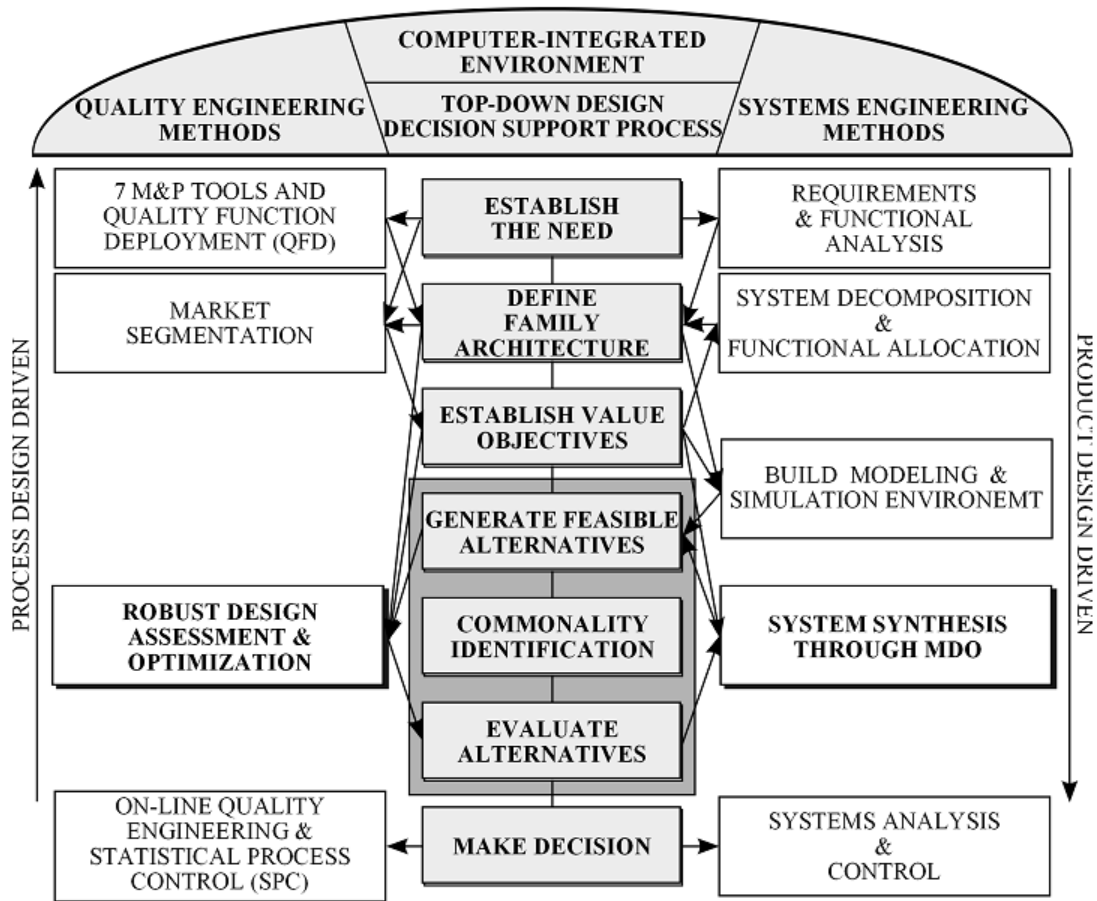 COMPUTER-INTEGRATED
ENVIRONMENT
QUALITY ENGINEERING
METHODS
TOP-DOWN DESIGN
DECISION SUPPORT PROCESS
SYSTEMS ENGINEERING
METHODS
PROCESS DESIGN DRIVEN
7 M&P TOOLS AND
QUALITY FUNCTION
DEPLOYMENT (QFD)
ESTABLISH
THE NEED
REQUIREMENTS
& FUNCTIONAL
ANALYSIS
MARKET
SEGMENTATION
DEFINE
FAMILY
ARCHITECTURE
SYSTEM DECOMPOSITION
&
FUNCTIONAL ALLOCATION
ESTABLISH VALUE
OBJECTIVES
BUILD MODELING &
SIMULATION ENVIRONEMT
GENERATE FEASIBLE
ALTERNATIVES
ROBUST DESIGN
ASSESSMENT &
OPTIMIZATION
COMMONALITY
IDENTIFICATION
SYSTEM SYNTHESIS
THROUGH MDO
EVALUATE
ALTERNATIVES
ON-LINE QUALITY
ENGINEERING &
STATISTICAL PROCESS
CONTROL (SPC)
MAKE DECISION
SYSTEMS ANALYSIS
&
CONTROL
PRODUCT DESIGN DRIVEN